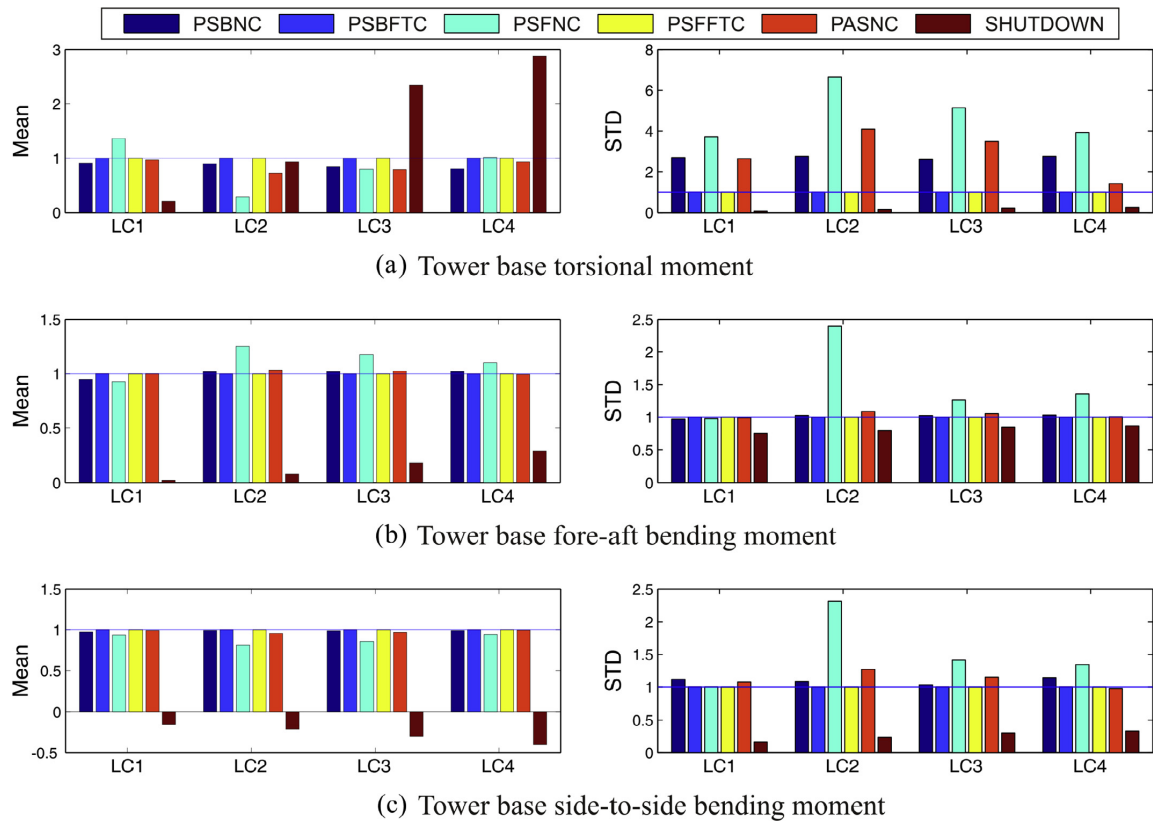 PSBNC PSBFTC PSFNC PSFFTC PASNC SHUTDOWN
Mean
3
2
1
0
LC1 LC2 LC3 LC4
STD
8
6
4
2
0
LC1 LC2 LC3 LC4
(a) Tower base torsional moment
Mean
1.5
1
0.5
0
LC1 LC2 LC3 LC4
STD
2.5
2
1.5
1
0.5
0
LC1 LC2 LC3 LC4
(b) Tower base fore-aft bending moment
Mean
1.5
1
0.5
0
-0.5
LC1 LC2 LC3 LC4
STD
2.5
2
1.5
1
0.5
0
LC1 LC2 LC3 LC4
(c) Tower base side-to-side bending moment